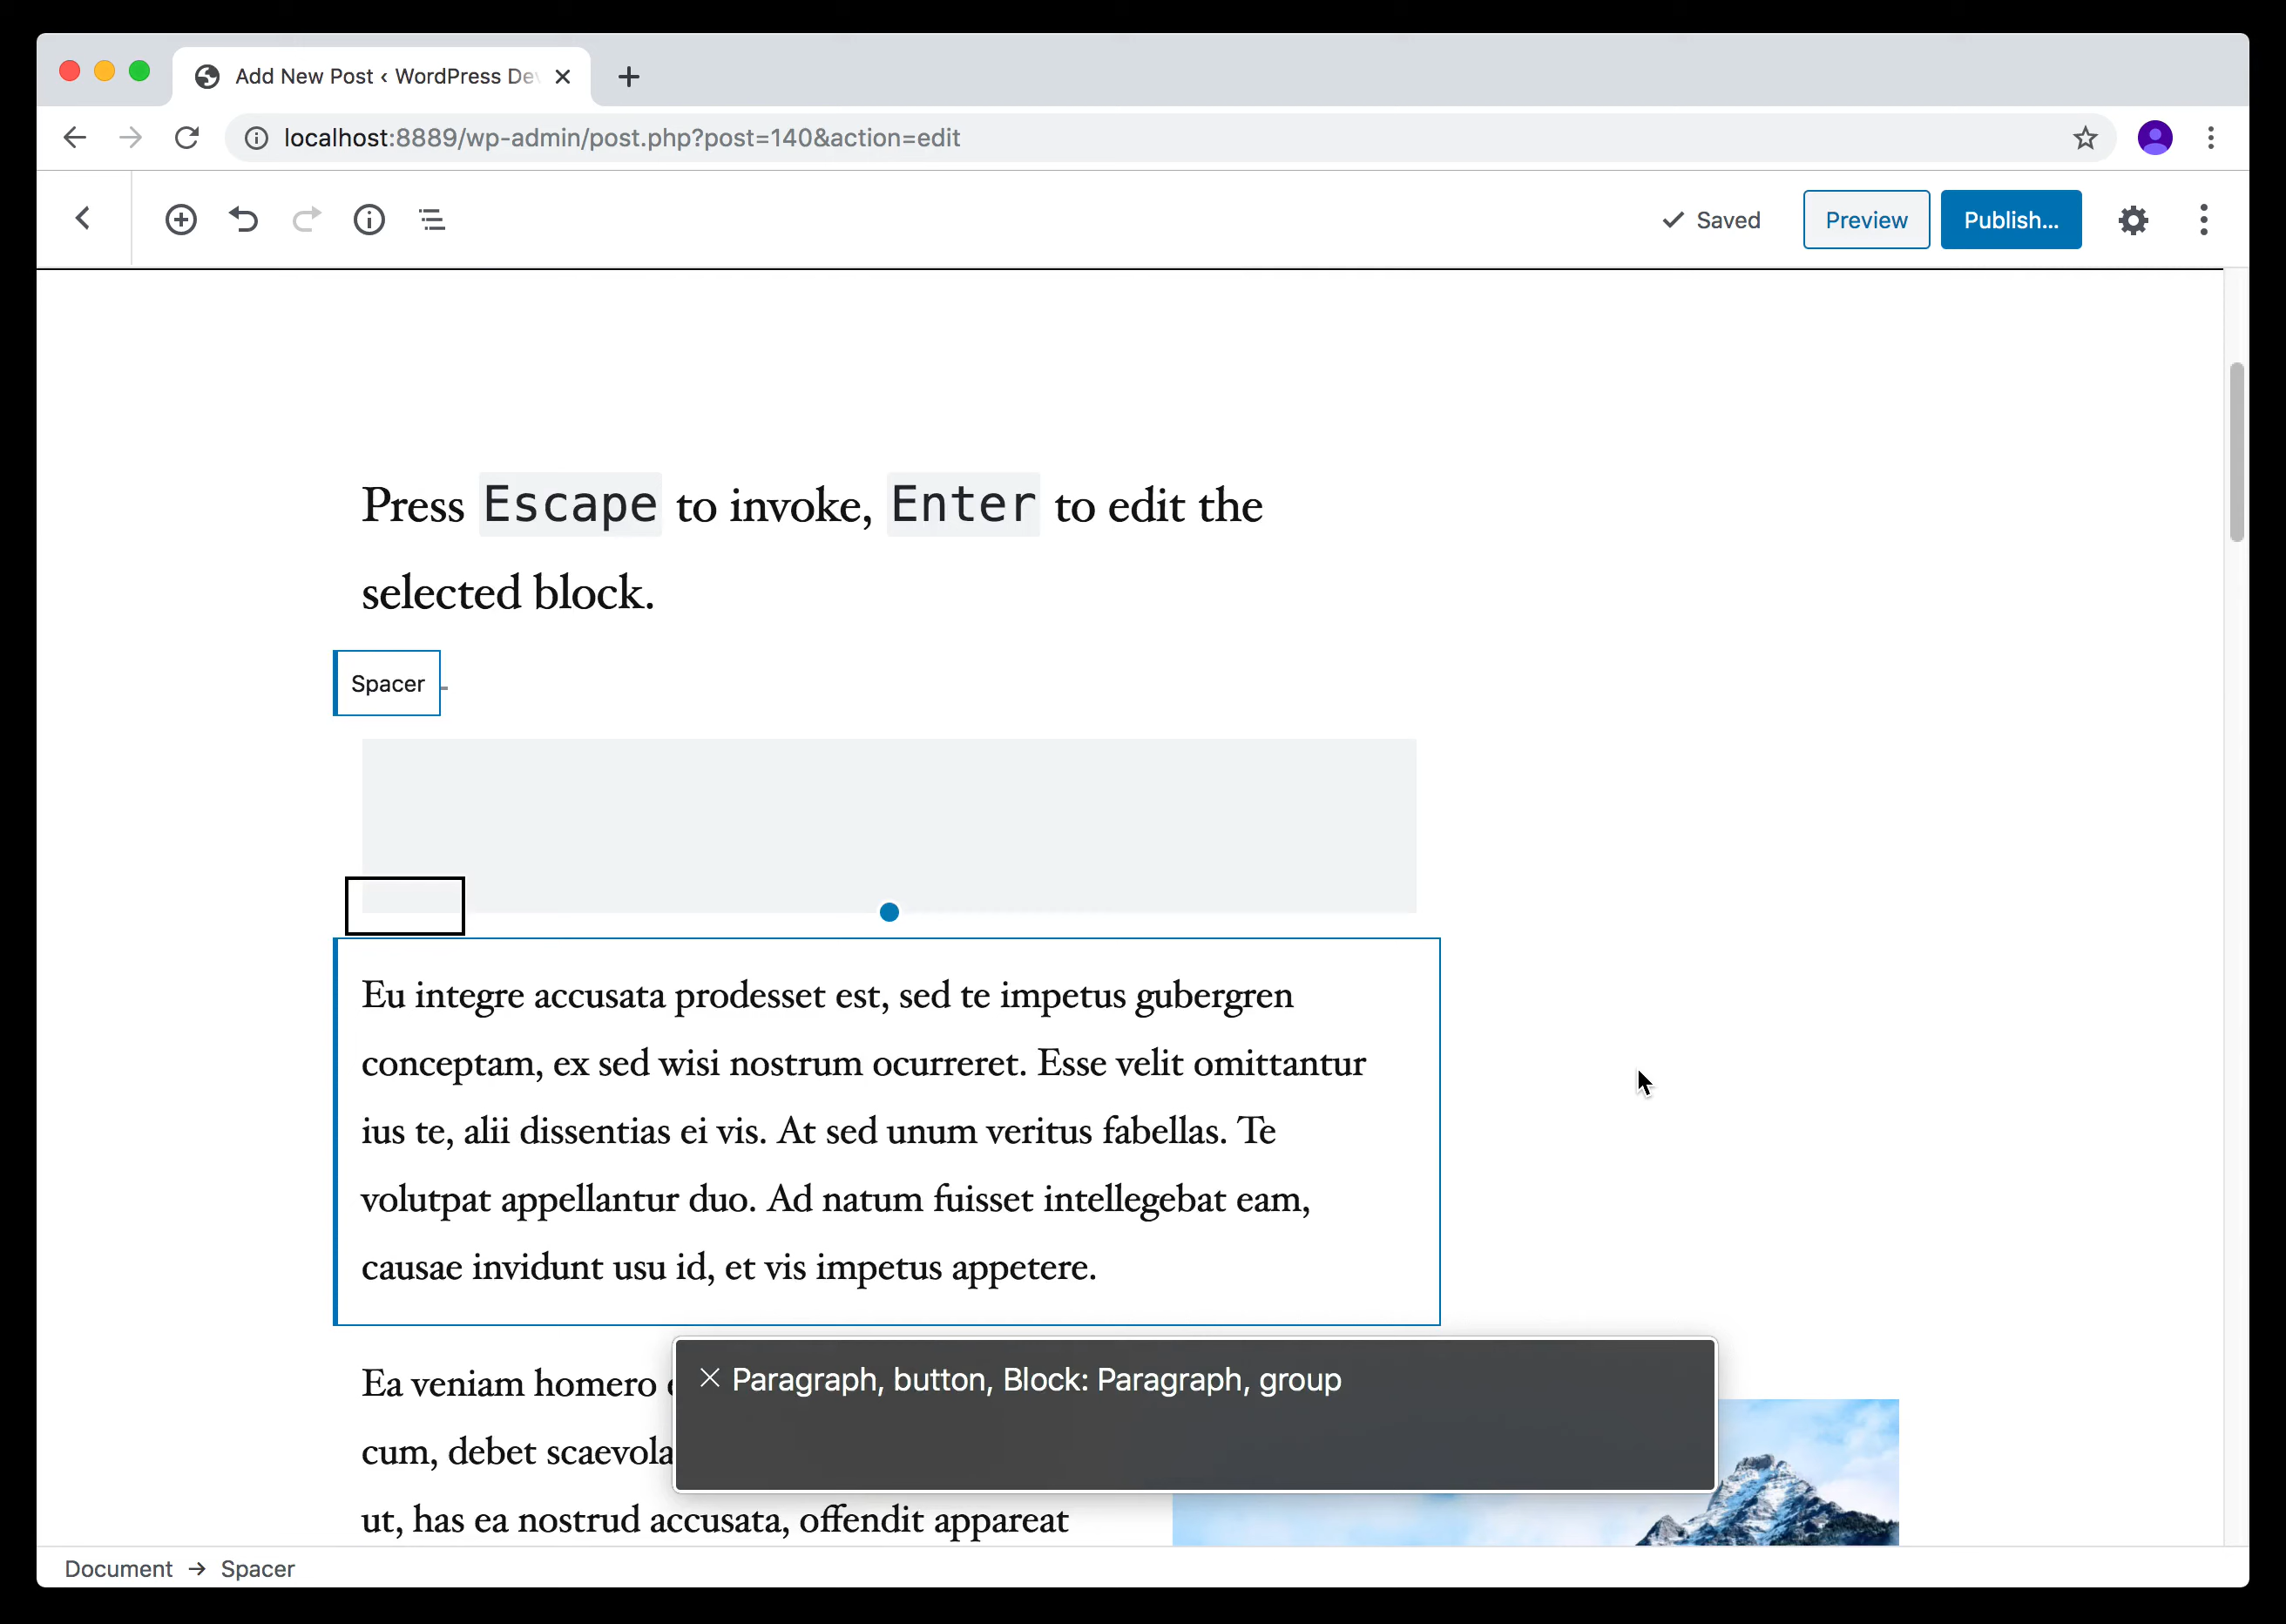 Add New Post ‹ WordPress De
localhost:8889/wp-admin/post.php?post=140&action=edit
Saved
Preview
Publish...
Press Escape to invoke, Enter to edit the
selected block.
Spacer
Eu integre accusata prodesset est, sed te impetus gubergren
conceptam, ex sed wisi nostrum ocurreret. Esse velit omittantur
ius te, alii dissentias ei vis. At sed unum veritus fabellas. Te
volutpat appellantur duo. Ad natum fuisset intellegebat eam,
causae invidunt usu id, et vis impetus appetere.
Ea veniam homero
Paragraph, button, Block: Paragraph, group
cum, debet scaevola
ut, has ea nostrud accusata, offendit appareat
Document → Spacer